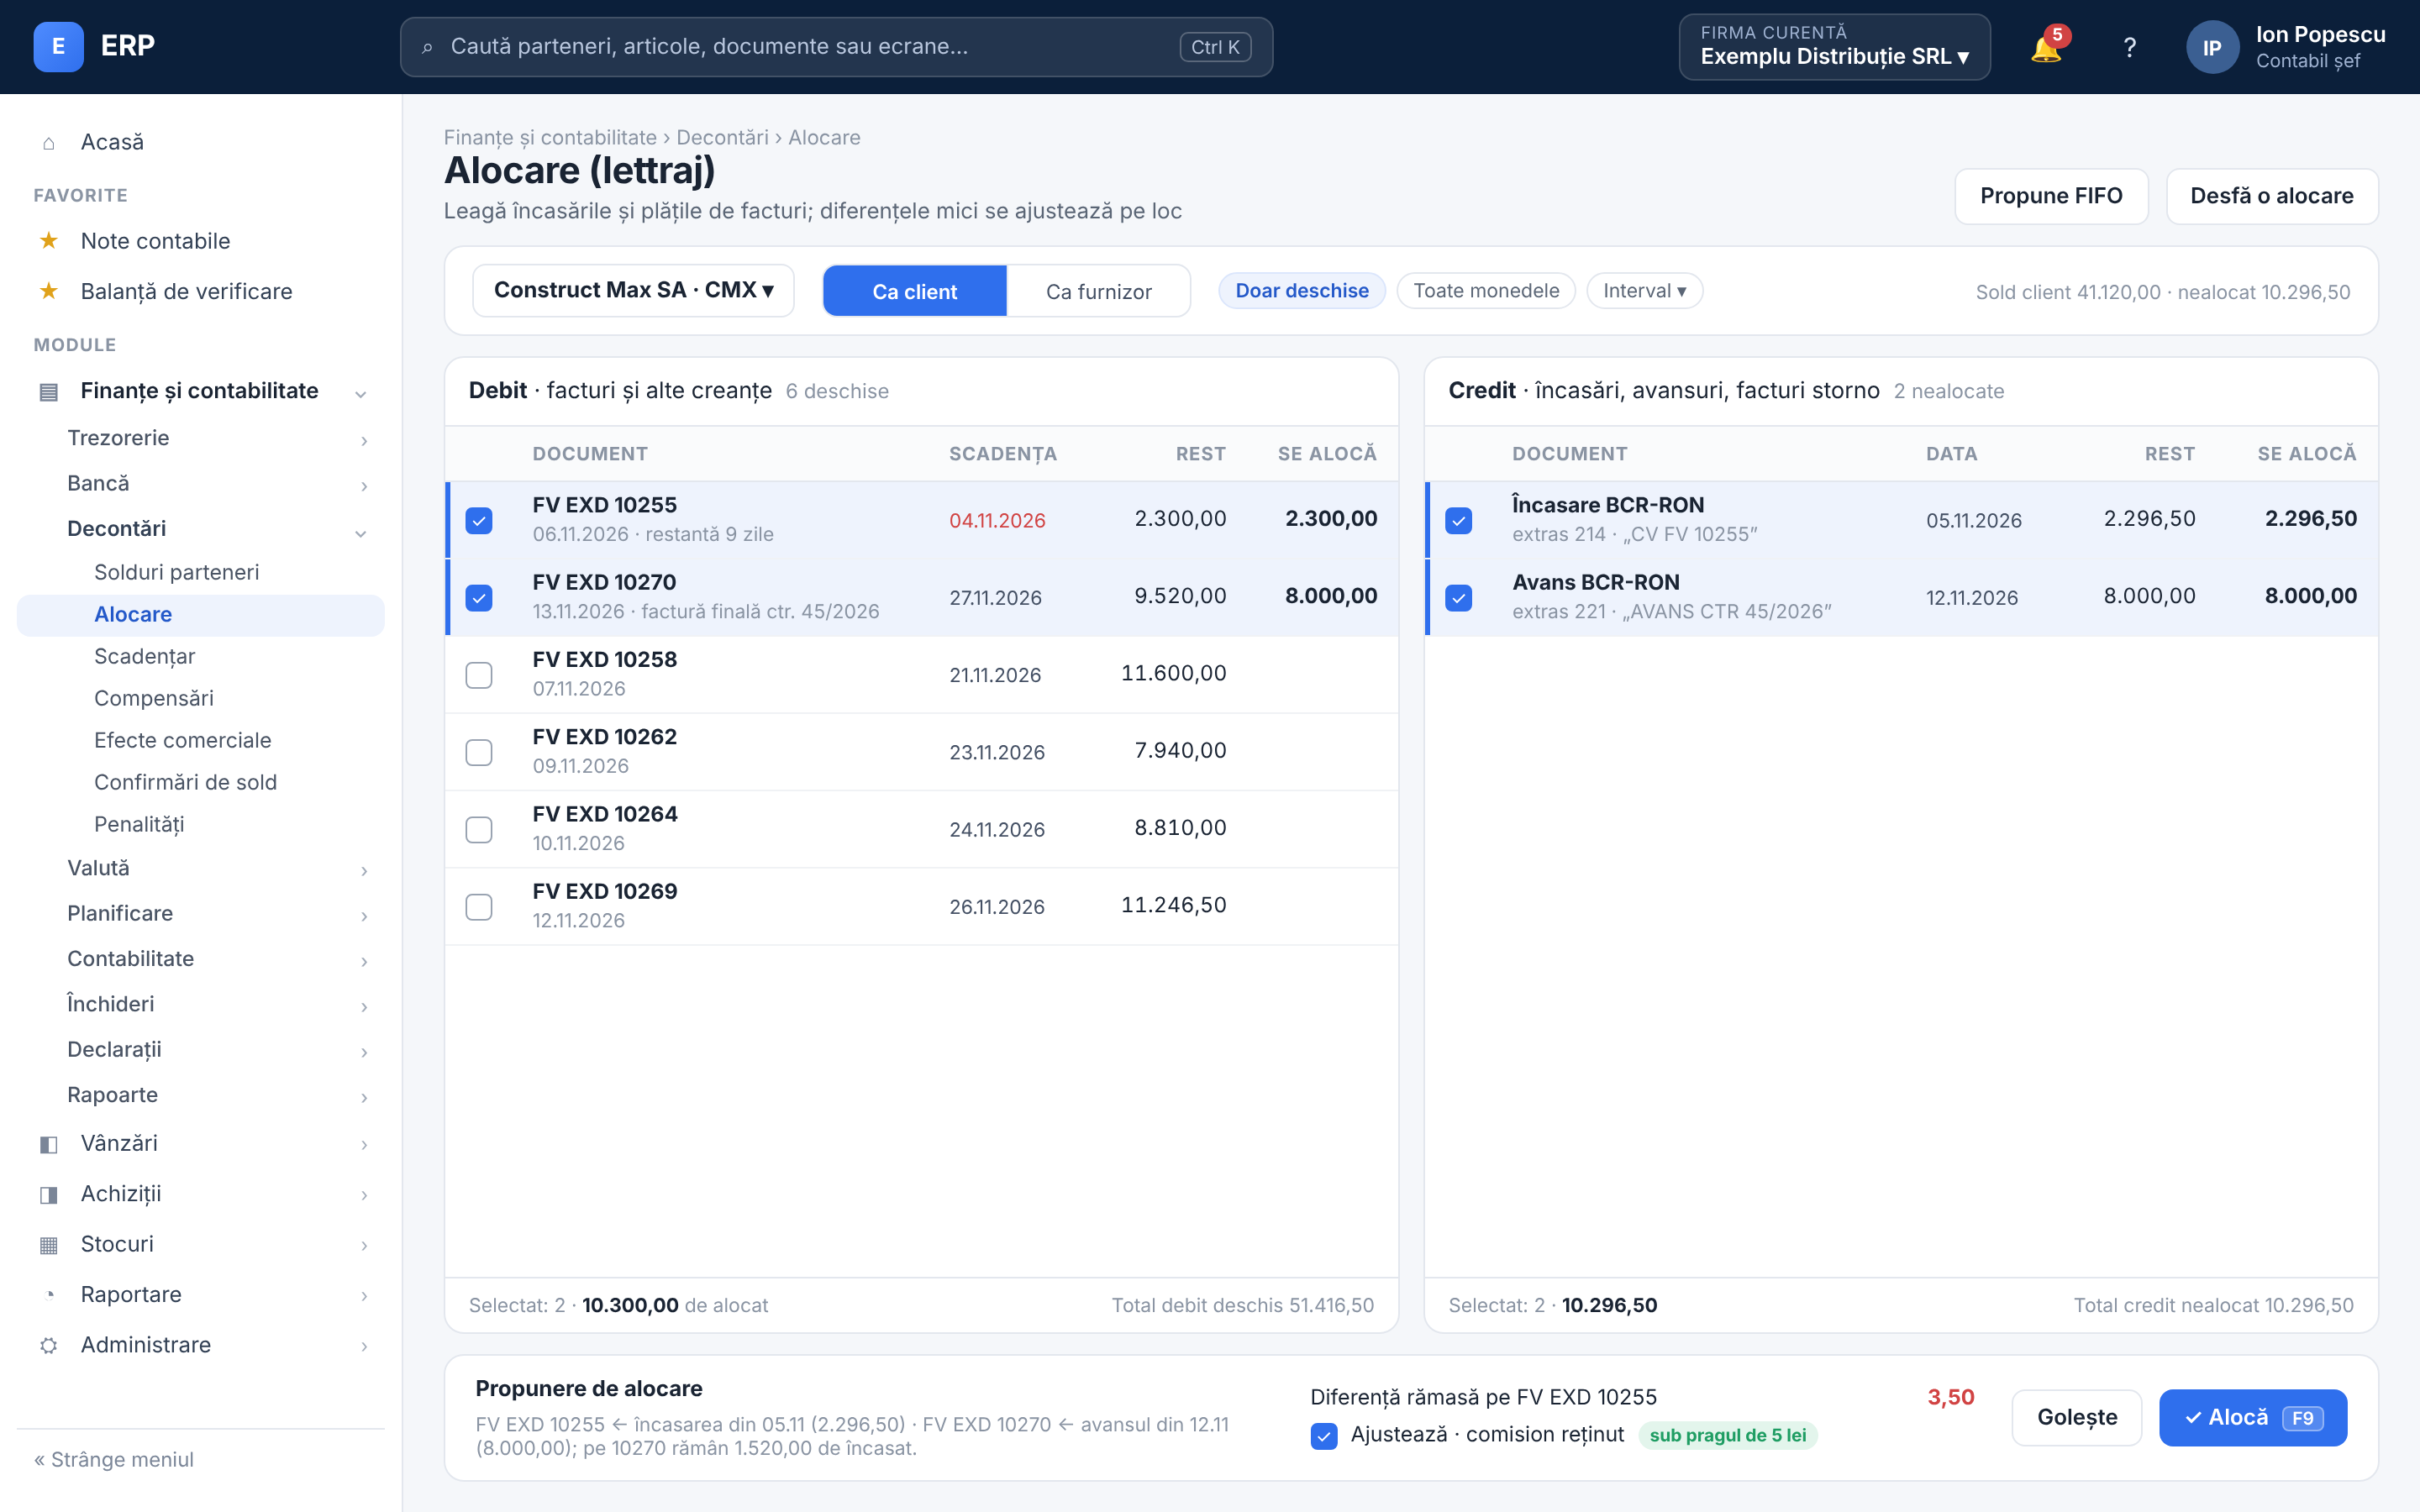 E ERP
Caută parteneri, articole, documente sau ecrane... Ctrl K
FIRMA CURENTĂ
Exemplu Distribuție SRL ▾
5
?
IP
Ion Popescu
Contabil șef
Acasă
FAVORITE
★ Note contabile
★ Balanță de verificare
MODULE
Finanțe și contabilitate
Trezorerie ›
Bancă ›
Decontări
Solduri parteneri
Alocare
Scadențar
Compensări
Efecte comerciale
Confirmări de sold
Penalități
Valută ›
Planificare ›
Contabilitate ›
Închideri ›
Declarații ›
Rapoarte ›
Vânzări ›
Achiziții ›
Stocuri ›
Raportare ›
Administrare ›
« Strânge meniul
Finanțe și contabilitate › Decontări › Alocare
Alocare (lettraj)
Leagă încasările și plățile de facturi; diferențele mici se ajustează pe loc
Propune FIFO
Desfă o alocare
Construct Max SA · CMX ▾
Ca client
Ca furnizor
Doar deschise
Toate monedele
Interval ▾
Sold client 41.120,00 · nealocat 10.296,50
Debit · facturi și alte creanțe 6 deschise
DOCUMENT SCADENȚA REST SE ALOCĂ
FV EXD 10255 04.11.2026 2.300,00 2.300,00
06.11.2026 · restantă 9 zile
FV EXD 10270 27.11.2026 9.520,00 8.000,00
13.11.2026 · factură finală ctr. 45/2026
FV EXD 10258 21.11.2026 11.600,00
07.11.2026
FV EXD 10262 23.11.2026 7.940,00
09.11.2026
FV EXD 10264 24.11.2026 8.810,00
10.11.2026
FV EXD 10269 26.11.2026 11.246,50
12.11.2026
Selectat: 2 · 10.300,00 de alocat Total debit deschis 51.416,50
Credit · încasări, avansuri, facturi storno 2 nealocate
DOCUMENT DATA REST SE ALOCĂ
Încasare BCR-RON 05.11.2026 2.296,50 2.296,50
extras 214 · „CV FV 10255”
Avans BCR-RON 12.11.2026 8.000,00 8.000,00
extras 221 · „AVANS CTR 45/2026”
Selectat: 2 · 10.296,50 Total credit nealocat 10.296,50
Propunere de alocare
FV EXD 10255 ← încasarea din 05.11 (2.296,50) · FV EXD 10270 ← avansul din 12.11
(8.000,00); pe 10270 rămân 1.520,00 de încasat.
Diferență rămasă pe FV EXD 10255 3,50
Ajustează · comision reținut sub pragul de 5 lei
Golește
✓ Alocă F9